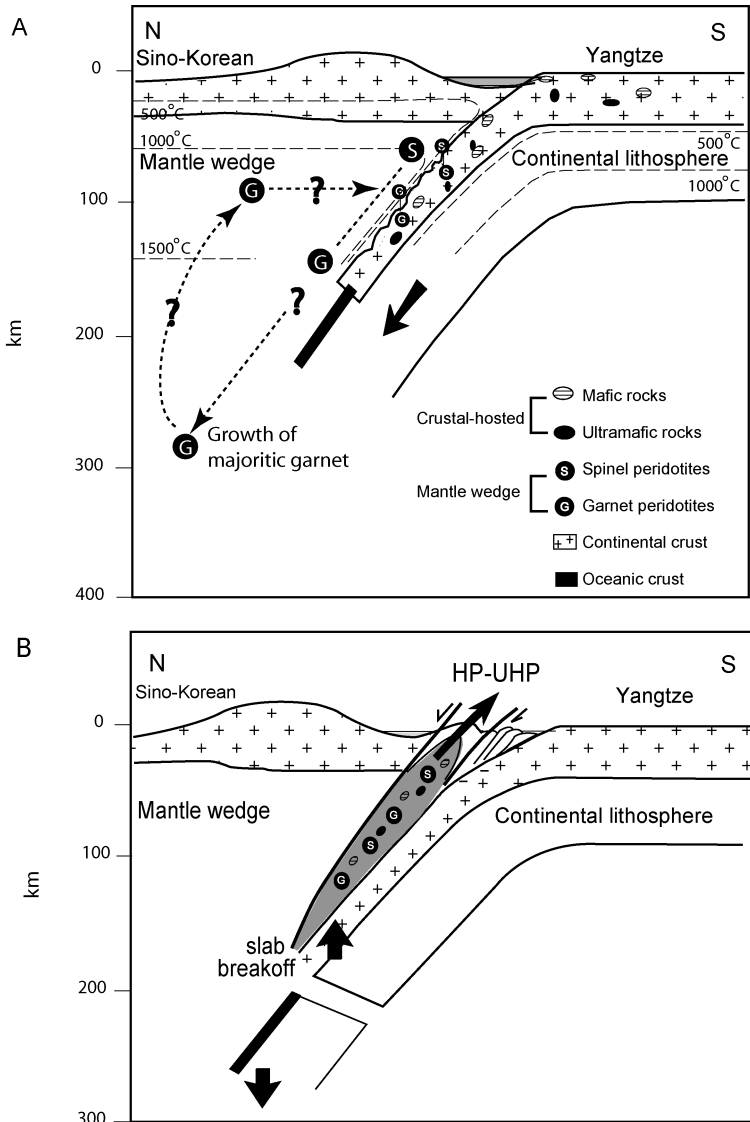 A
N
S
Sino-Korean
Yangtze
0
500°C
1000°C
500°C
Mantle wedge
S
S
Continental lithosphere
S
1000°C
G
?
G
100
G
1500°C
G
?
?
km
200
G
Growth of
majoritic garnet
Mafic rocks
Crustal-hosted
Ultramafic rocks
300
S
Spinel peridotites
Mantle wedge
G
Garnet peridotites
Continental crust
Oceanic crust
400
B
N
S
HP-UHP
Sino-Korean
Yangtze
0
S
Mantle wedge
G
Continental lithosphere
S
100
G
km
slab
breakoff
200
300